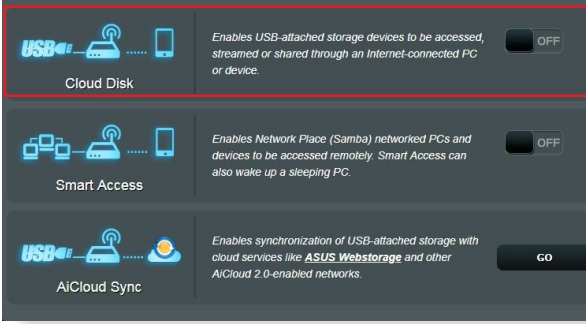 Enables USB-attached storage devices to be accessed,
streamed or shared through an Internet-connected PC
or device.
OFF
USB
Cloud Disk
Enables Network Place (Samba) networked PCs and
devices to be accessed remotely. Smart Access can
also wake up a sleeping PC.
OFF
Smart Access
Enables synchronization of USB-attached storage with
cloud services like ASUS Webstorage and other
AiCloud 2.0-enabled networks.
GO
USB
AiCloud Sync